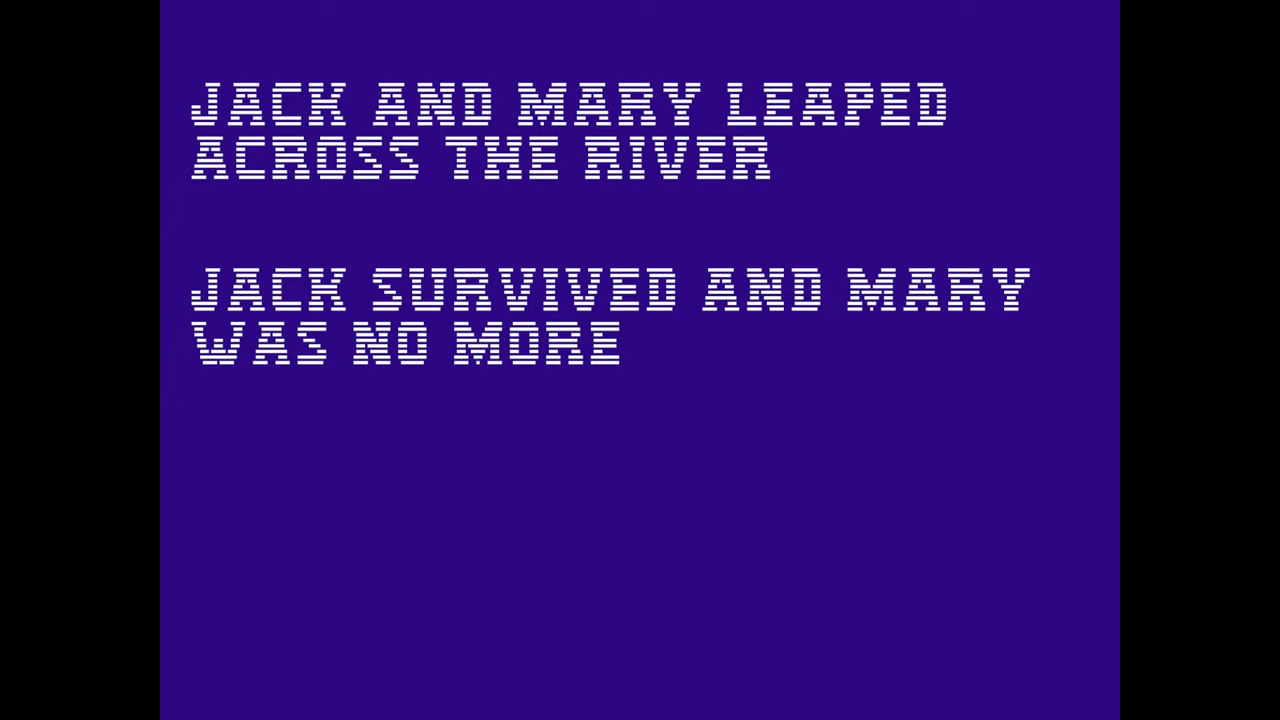 JACK AND MARY LEAPED
ACROSS THE RIVER
JACK SURVIVED AND MARY
WAS NO MORE